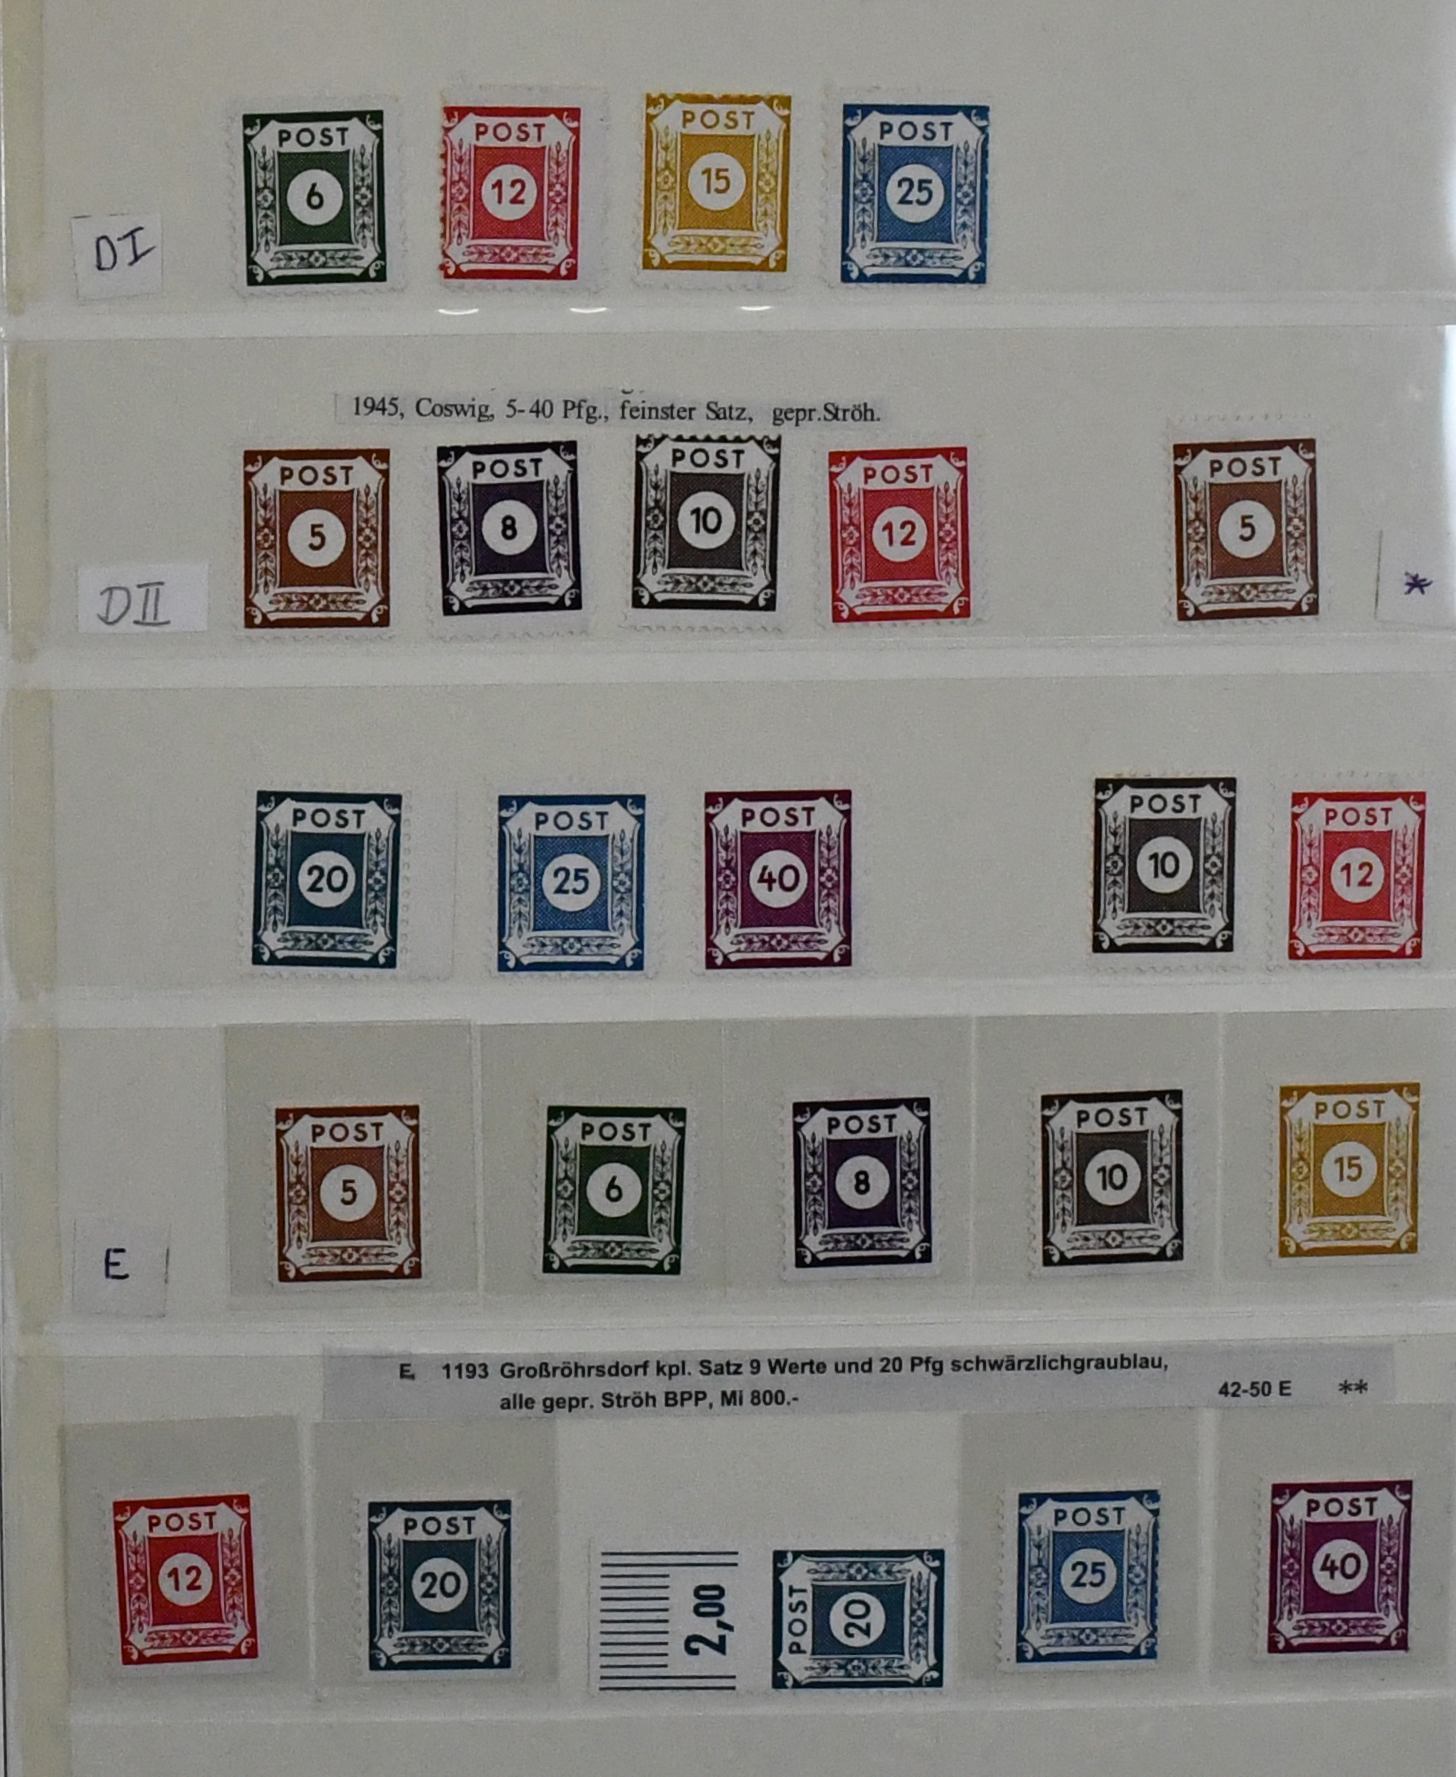 POST POST POST POST
6 12 15 25
DI
1945, Coswig, 5-40 Pfg., feinster Satz, gepr.Ströh.
POST POST POST POST POST
5 8 10 12 5
DII *
POST POST POST POST POST
20 25 40 10 12
POST POST POST POST POST
5 6 8 10 15
E
E. 1193 Großröhrsdorf kpl. Satz 9 Werte und 20 Pfg schwärzlichgraublau,
alle gepr. Ströh BPP, Mi 800.- 42-50 E **
POST POST POST POST POST
12 20 2,00 20 25 40